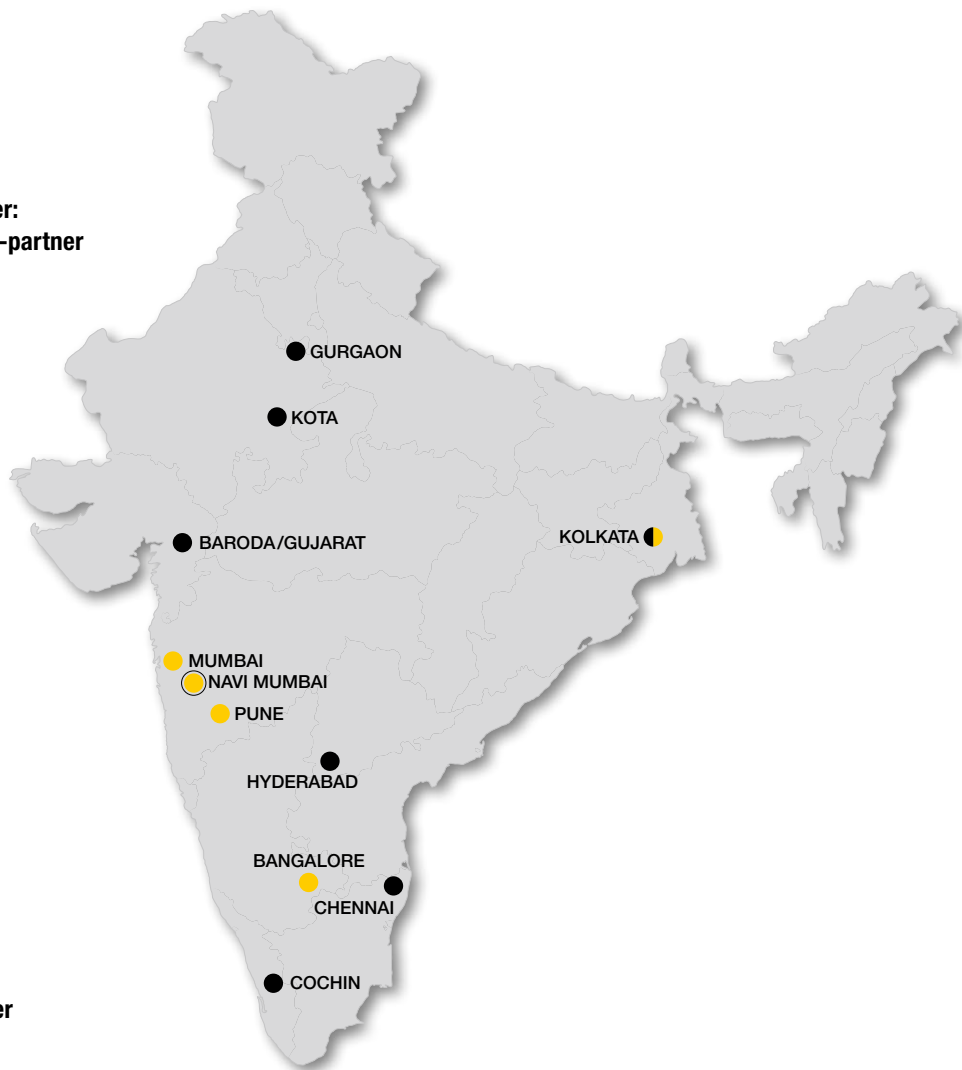 er:
-partner
GURGAON
KOTA
BARODA/GUJARAT
KOLKATA
MUMBAI
NAVI MUMBAI
PUNE
HYDERABAD
BANGALORE
CHENNAI
COCHIN
er